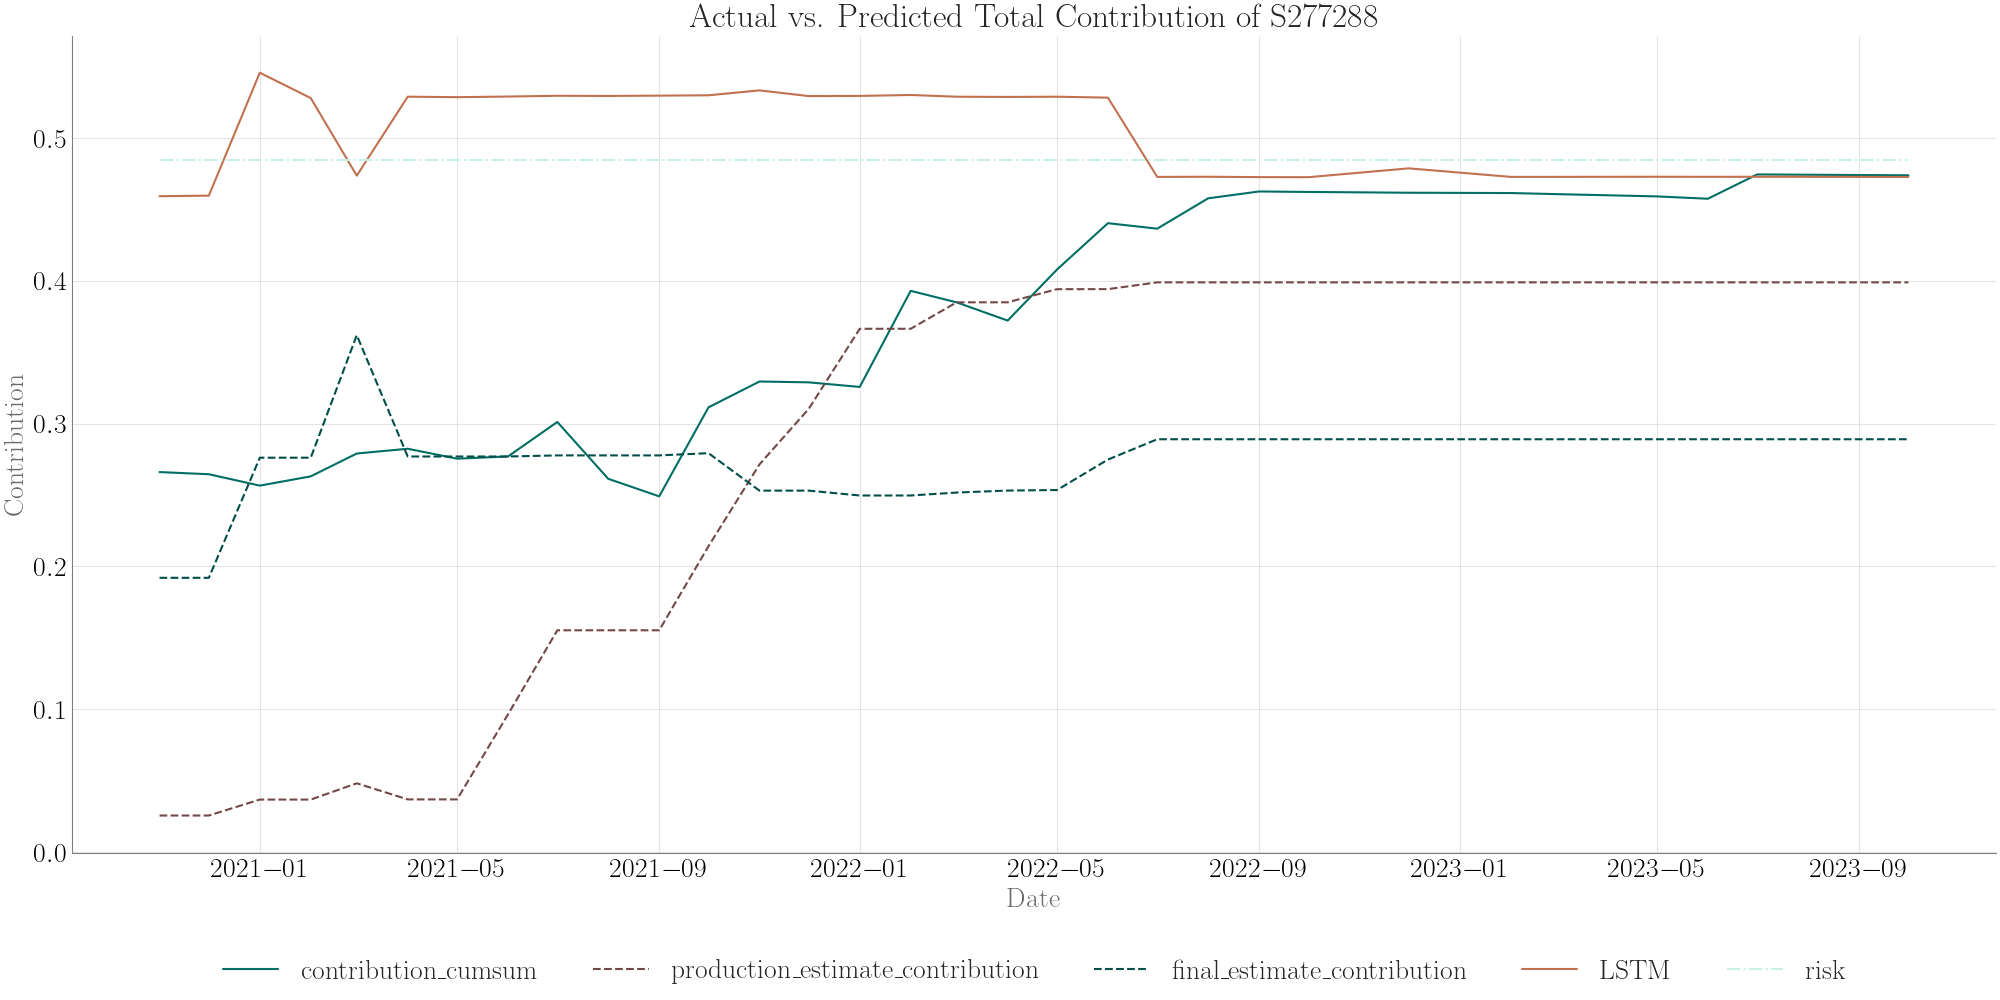 Actual vs. Predicted Total Contribution of S277288
Contribution
0.5
0.4
0.3
0.2
0.1
0.0
2021−01 2021−05 2021−09 2022−01 2022−05 2022−09 2023−01 2023−05 2023−09
Date
contribution_cumsum production_estimate_contribution final_estimate_contribution LSTM risk